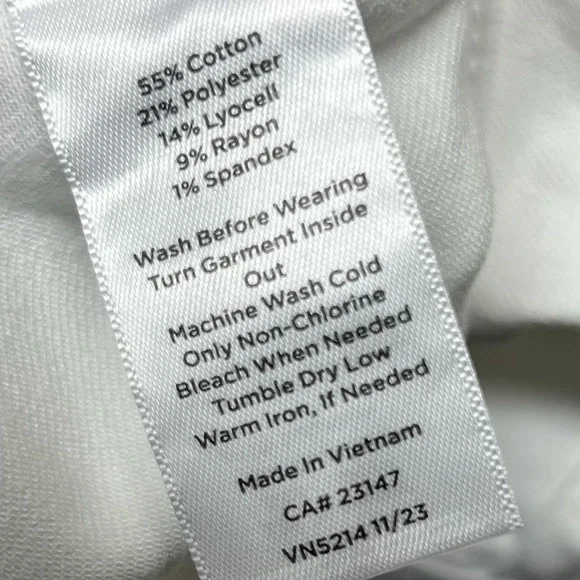 55% Cotton
21% Polyester
14% Lyocell
9% Rayon
1% Spandex
Wash Before Wearing
Turn Garment Inside
Out
Machine Wash Cold
Only Non-Chlorine
Bleach When Needed
Tumble Dry Low
Warm Iron, If Needed
Made In Vietnam
CA# 23147
VN5214 11/23